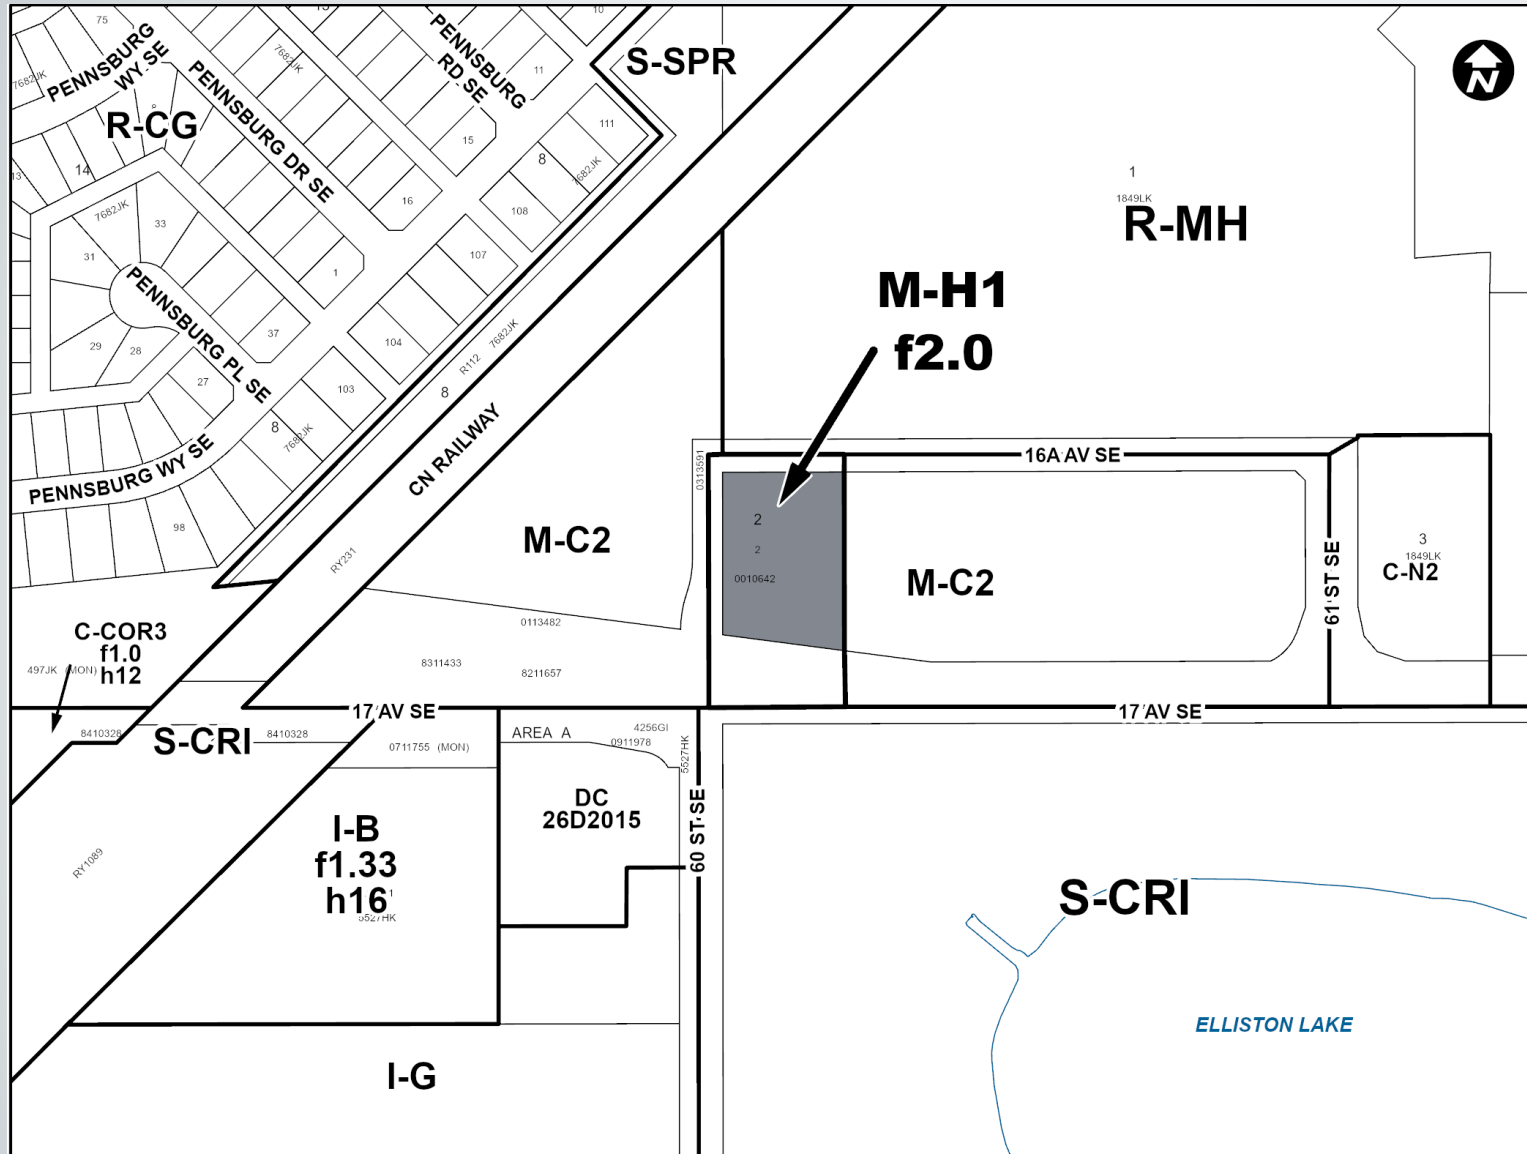 75
10
PENNSBURG
WY SE
7682JK
7682JK
PENNSBURG
RD SE
11
S-SPR
N
R-CG
PENNSBURG DR SE
15
111
8
7682JK
13
14
1
1849LK
R-MH
7682JK
33
16
108
31
1
107
PENNSBURG PL SE
M-H1
f2.0
37
104
7682JK
R112
8
29
28
27
103
8
7682JK
PENNSBURG WY SE
CN RAILWAY
98
0313591
16A AV SE
RY231
M-C2
2
2
0010642
M-C2
61 ST SE
3
1849LK
C-N2
C-COR3
f1.0
h12
497JK (MON)
0113482
8311433
8211657
17 AV SE
17 AV SE
8410328
S-CRI
8410328
0711755 (MON)
AREA A
4256GI
0911978
5527HK
DC
26D2015
60 ST SE
I-B
f1.33
h16
1
5527HK
RY1089
S-CRI
ELLISTON LAKE
I-G